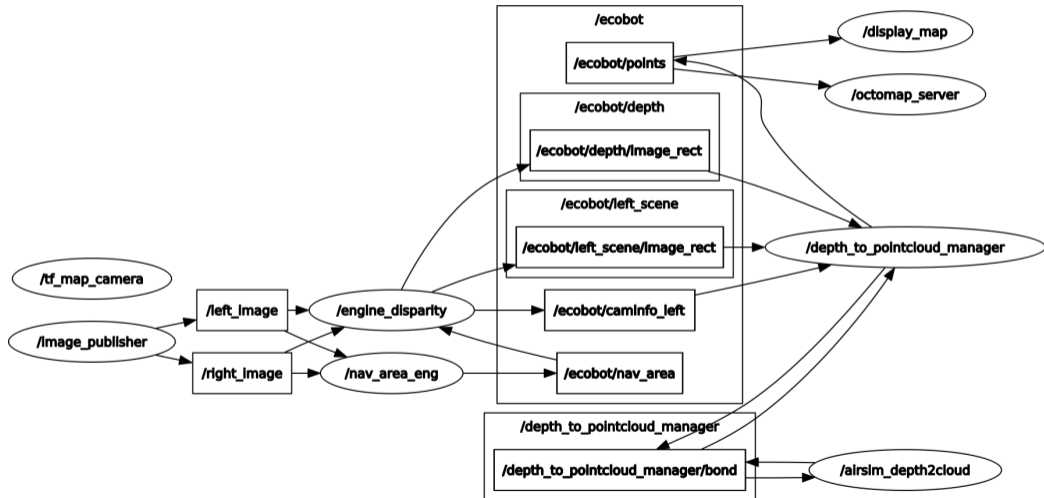 /ecobot
/display_map
/ecobot/points
/octomap_server
/ecobot/depth
/ecobot/depth/image_rect
/ecobot/left_scene
/ecobot/left_scene/image_rect
/depth_to_pointcloud_manager
/tf_map_camera
/left_image
/engine_disparity
/ecobot/caminfo_left
/image_publisher
/right_image
/nav_area_eng
/ecobot/nav_area
/depth_to_pointcloud_manager
/depth_to_pointcloud_manager/bond
/airsim_depth2cloud